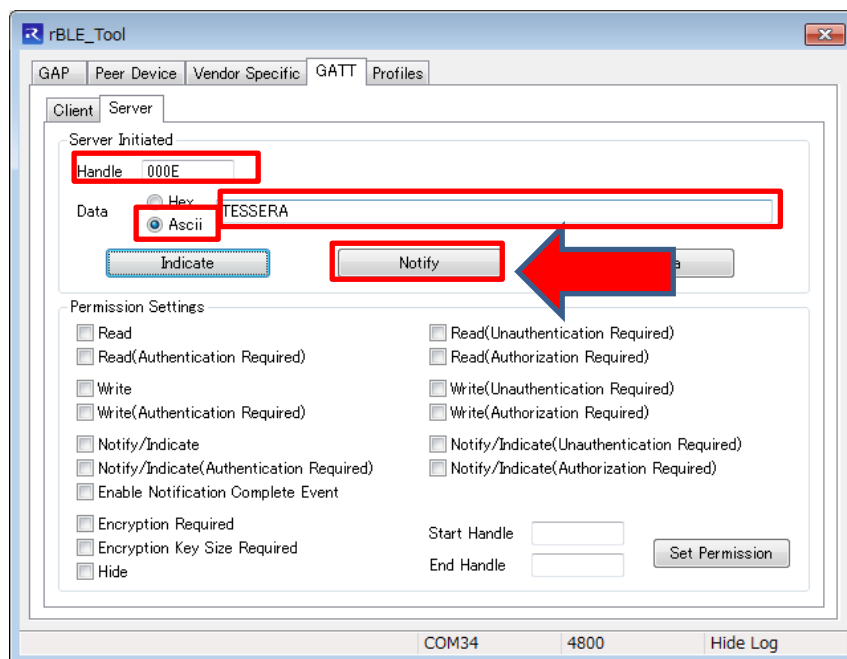 rBLE_Tool
GAP Peer Device Vendor Specific GATT Profiles
Client Server
Server Initiated
Handle 000E
Hex
Data TESSERA
Ascii
Indicate Notify
Permission Settings
Read Read(Unauthentication Required)
Read(Authentication Required) Read(Authorization Required)
Write Write(Unauthentication Required)
Write(Authentication Required) Write(Authorization Required)
Notify/Indicate Notify/Indicate(Unauthentication Required)
Notify/Indicate(Authentication Required) Notify/Indicate(Authorization Required)
Enable Notification Complete Event
Encryption Required Start Handle
Encryption Key Size Required Set Permission
Hide End Handle
COM34 4800 Hide Log